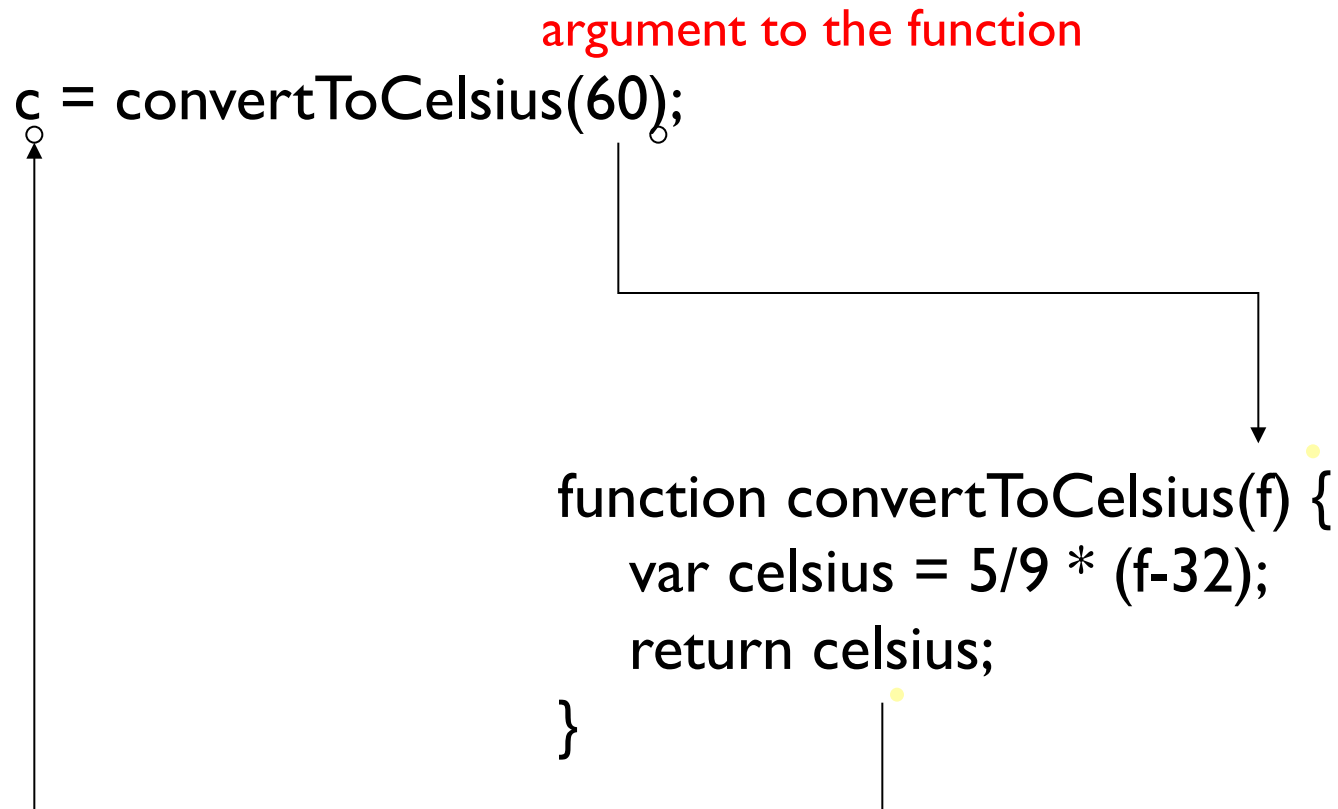 argument to the function
c = convertToCelsius(60);
function convertToCelsius(f) {
var celsius = 5/9 * (f-32);
return celsius;
}